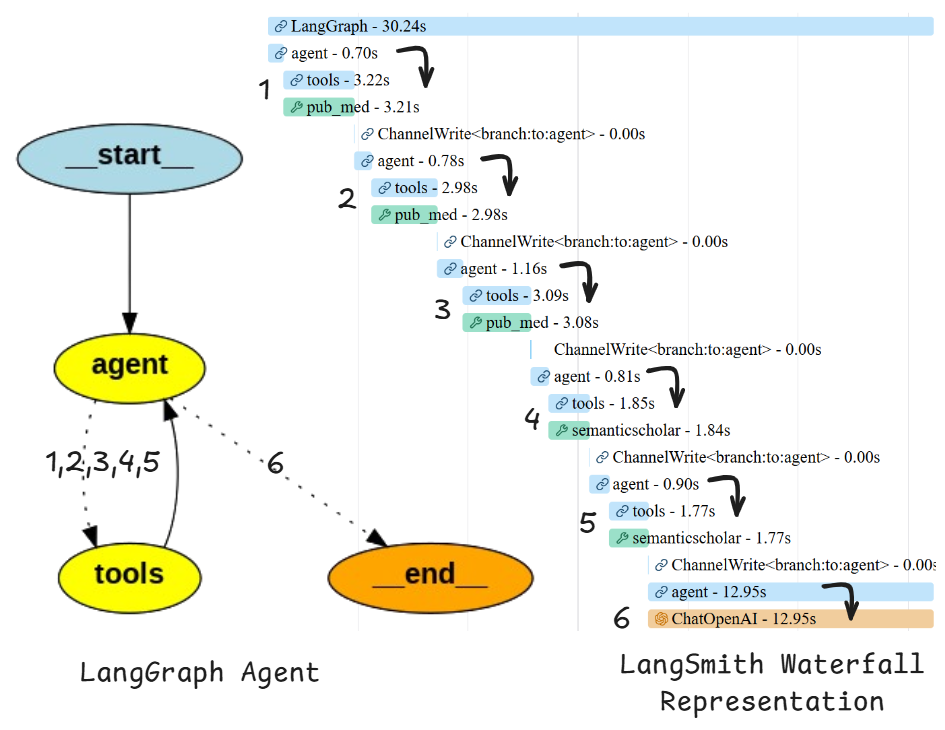 LangGraph - 30.24s
agent - 0.70s
1
tools - 3.22s
pub_med - 3.21s
ChannelWrite<branch:to:agent> - 0.00s
agent - 0.78s
2
tools - 2.98s
pub_med - 2.98s
ChannelWrite<branch:to:agent> - 0.00s
agent - 1.16s
3
tools - 3.09s
pub_med - 3.08s
ChannelWrite<branch:to:agent> - 0.00s
agent - 0.81s
4
tools - 1.85s
semanticscholar - 1.84s
ChannelWrite<branch:to:agent> - 0.00s
agent - 0.90s
5
tools - 1.77s
semanticscholar - 1.77s
ChannelWrite<branch:to:agent> - 0.00s
agent - 12.95s
6
ChatOpenAI - 12.95s
__start__
agent
1,2,3,4,5
6
tools
__end__
LangGraph Agent
LangSmith Waterfall
Representation